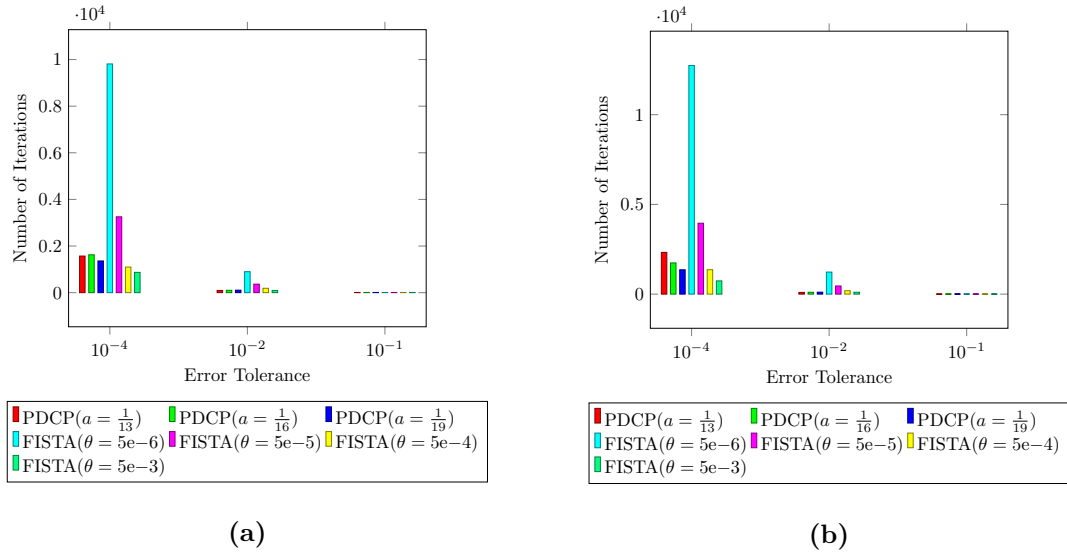 ·10⁴
1
0.8
0.6
0.4
0.2
0
Number of Iterations
10⁻⁴ 10⁻² 10⁻¹
Error Tolerance
PDCP(a = 1/13) PDCP(a = 1/16) PDCP(a = 1/19)
FISTA(θ = 5e−6) FISTA(θ = 5e−5) FISTA(θ = 5e−4)
FISTA(θ = 5e−3)
(a)
·10⁴
1
0.5
0
Number of Iterations
10⁻⁴ 10⁻² 10⁻¹
Error Tolerance
PDCP(a = 1/13) PDCP(a = 1/16) PDCP(a = 1/19)
FISTA(θ = 5e−6) FISTA(θ = 5e−5) FISTA(θ = 5e−4)
FISTA(θ = 5e−3)
(b)